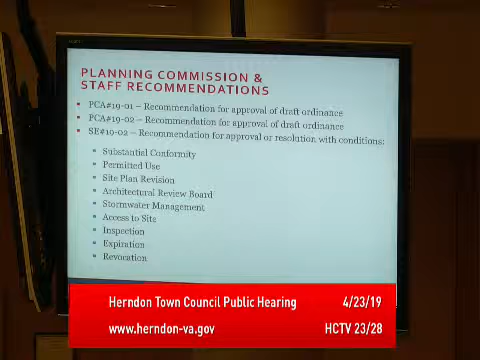 PLANNING COMMISSION &
STAFF RECOMMENDATIONS
PCA#19-01 – Recommendation for approval of draft ordinance
PCA#19-02 – Recommendation for approval of draft ordinance
SE#19-02 – Recommendation for approval or resolution with conditions:
Substantial Conformity
Permitted Use
Site Plan Revision
Architectural Review Board
Stormwater Management
Access to Site
Inspection
Expiration
Revocation
Herndon Town Council Public Hearing 4/23/19
www.herndon-va.gov HCTV 23/28